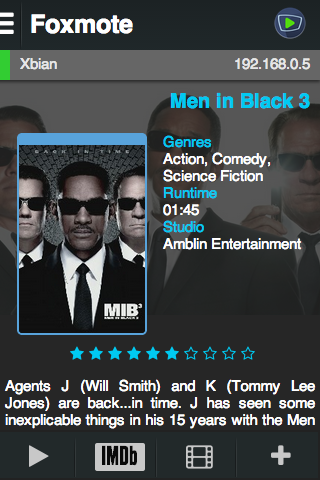 Foxmote
Xbian 192.168.0.5
Men in Black 3
BACK IN TIME
MIB³
MEN IN BLACK 3
Genres
Action, Comedy,
Science Fiction
Runtime
01:45
Studio
Amblin Entertainment
Agents J (Will Smith) and K (Tommy Lee
Jones) are back...in time. J has seen some
inexplicable things in his 15 years with the Men
IMDb